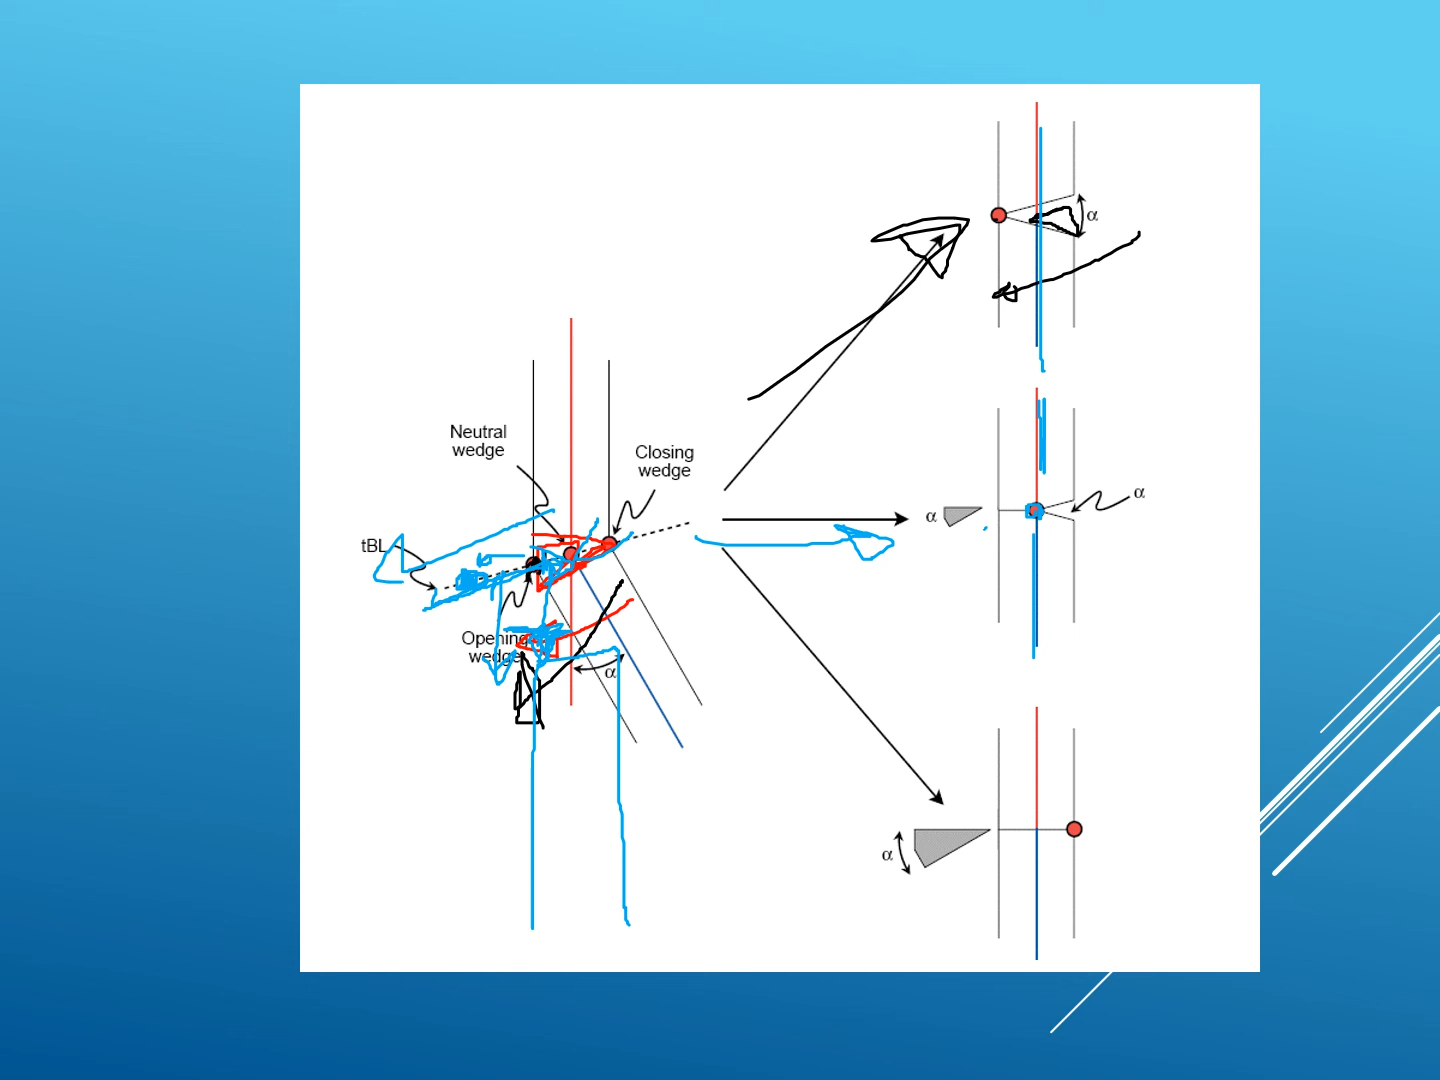 α
Neutral
wedge
Closing
wedge
α
α
tBL
Opening
wedge
α
α